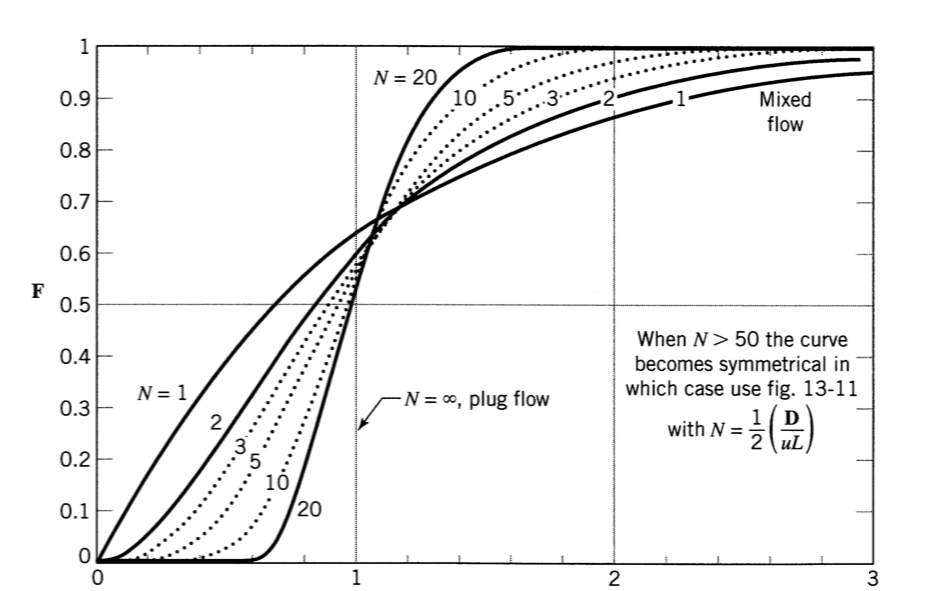 1
0.9
0.8
0.7
0.6
0.5
0.4
0.3
0.2
0.1
0
F
N = 20
10
5
3
2
1
Mixed
flow
N = 1
2
3
5
10
20
N = ∞, plug flow
When N > 50 the curve
becomes symmetrical in
which case use fig. 13-11
with N = 1/2 (D/uL)
0
1
2
3